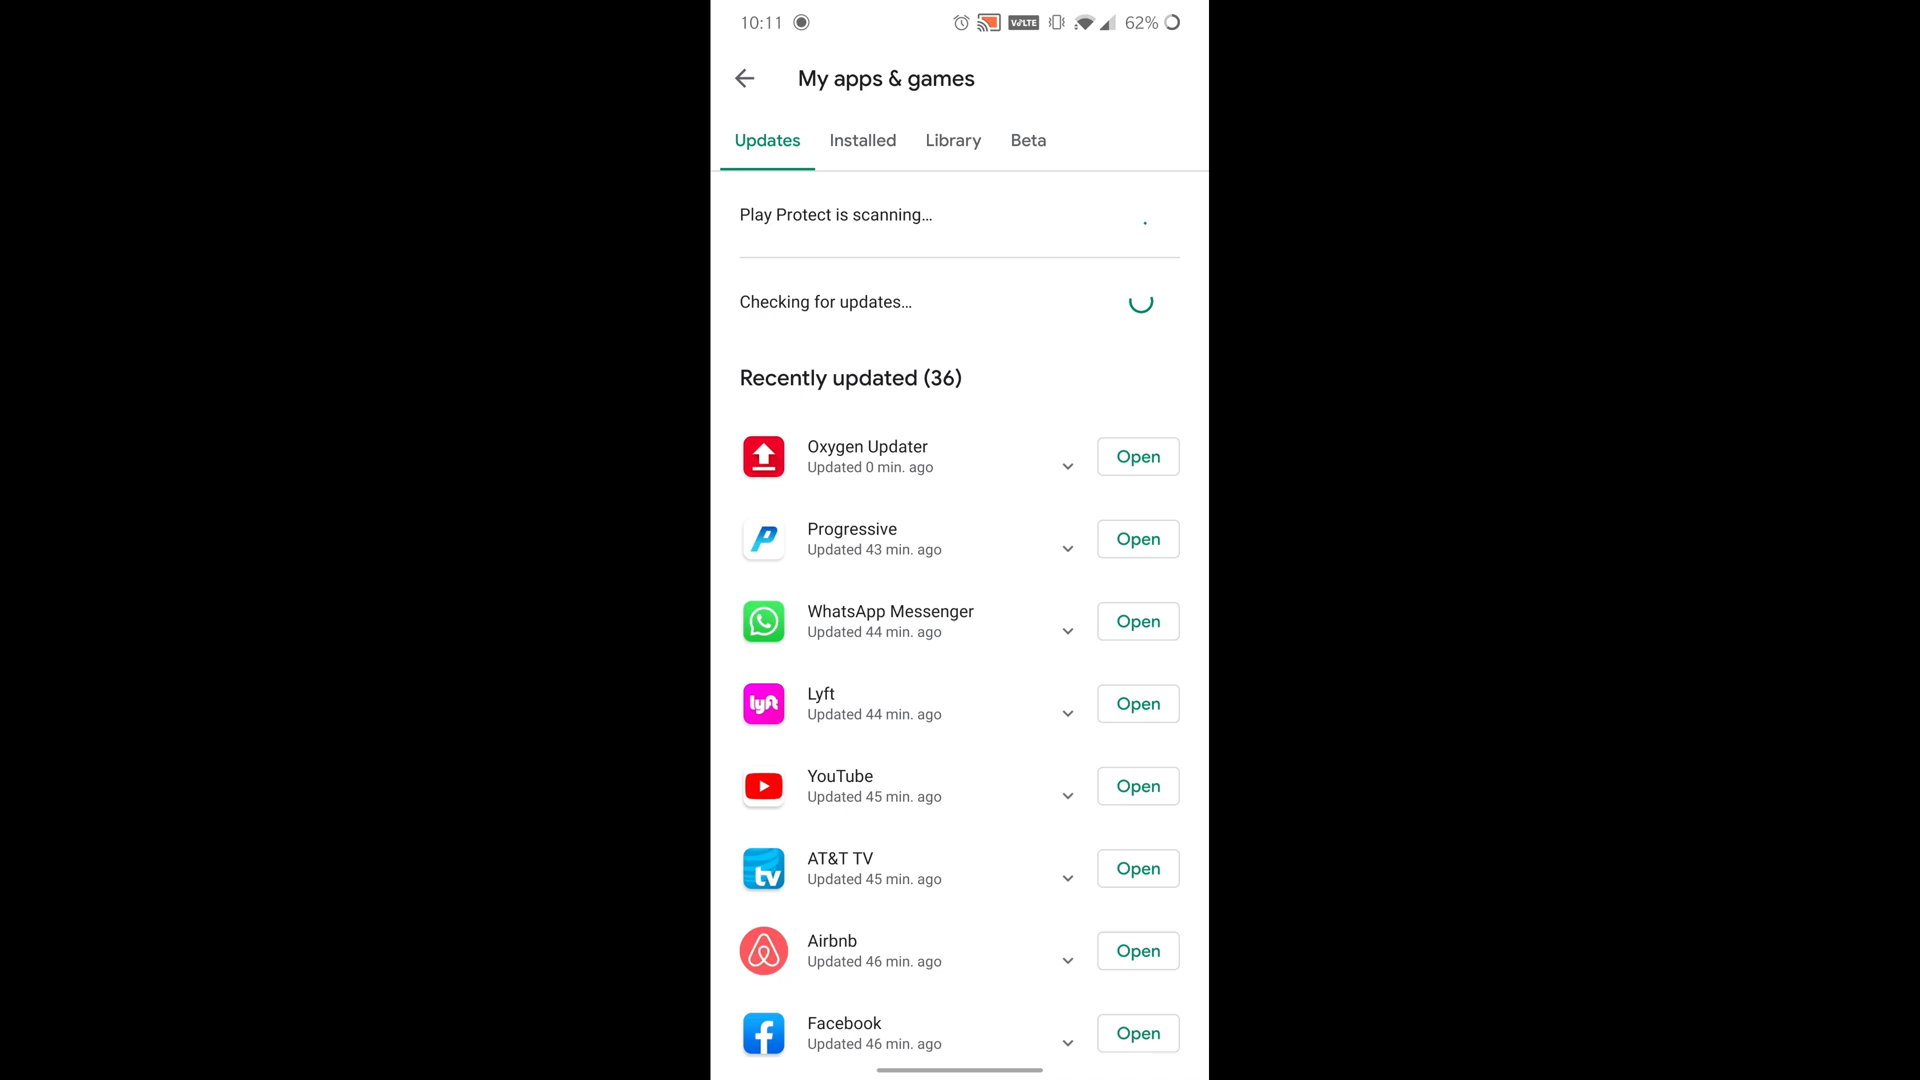 10:11 VoLTE 62%
My apps & games
Updates Installed Library Beta
Play Protect is scanning...
Checking for updates...
Recently updated (36)
Oxygen Updater
Updated 0 min. ago
Open
Progressive
Updated 43 min. ago
Open
WhatsApp Messenger
Updated 44 min. ago
Open
lyft
Lyft
Updated 44 min. ago
Open
YouTube
Updated 45 min. ago
Open
tv
AT&T TV
Updated 45 min. ago
Open
Airbnb
Updated 46 min. ago
Open
Facebook
Updated 46 min. ago
Open